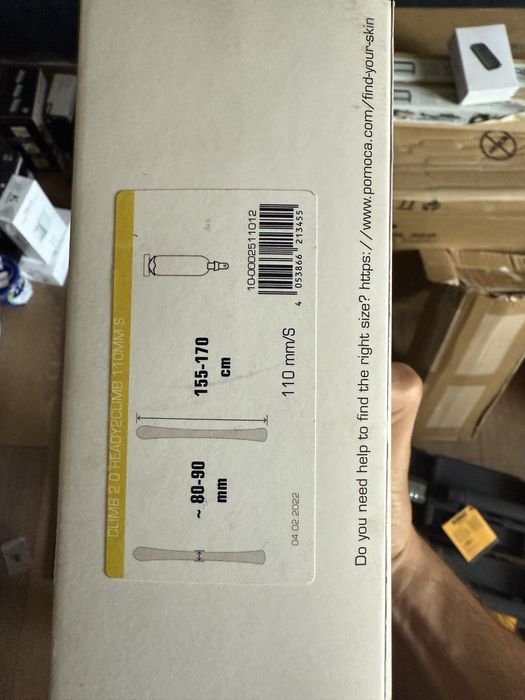 CLIMB 2.0 READY2CLIMB 110MM S
~ 80-90
mm
155-170
cm
10-0002511012
4 053866 213455
110 mm/S
04.02.2022
Do you need help to find the right size? https://www.pomoca.com/find-your-skin